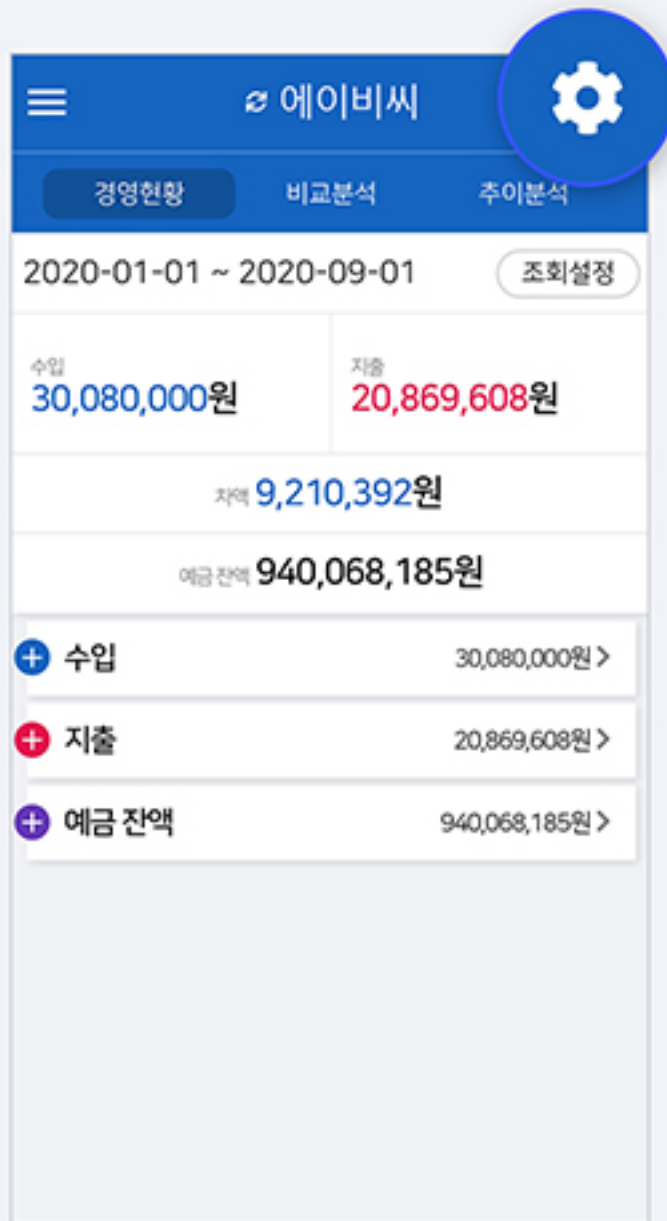 에이비씨
경영현황 비교분석 추이분석
2020-01-01 ~ 2020-09-01 조회설정
수입 지출
30,080,000원 20,869,608원
차액 9,210,392원
예금 잔액 940,068,185원
수입 30,080,000원
지출 20,869,608원
예금 잔액 940,068,185원